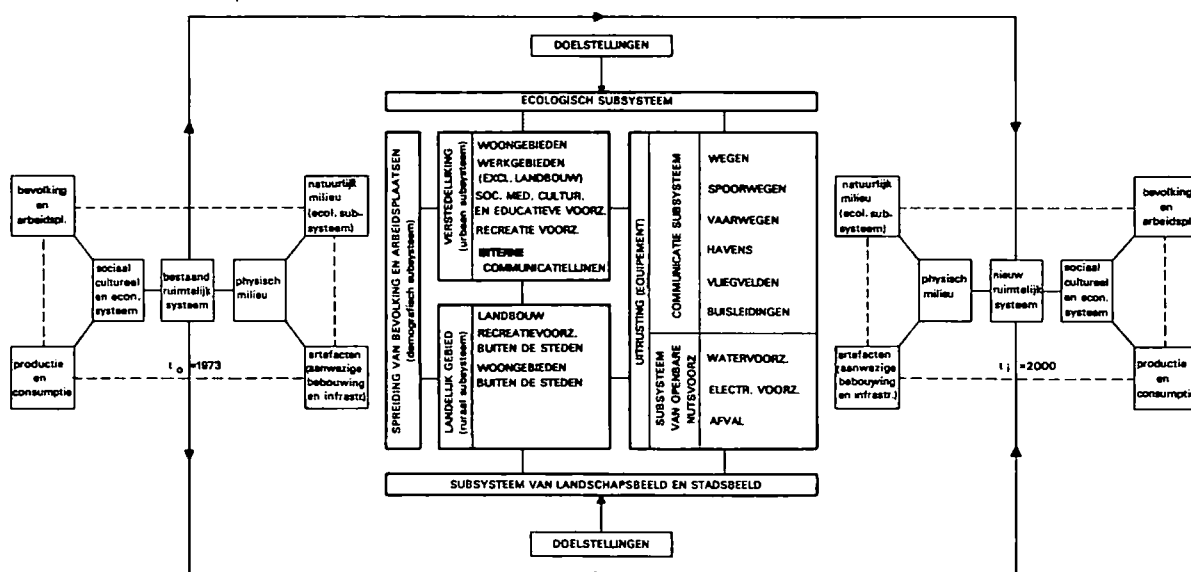 DOELSTELLINGEN
ECOLOGISCH SUBSYSTEEM
bevolking
en
arbeidspl.
natuurlijk
milieu
(ecol. sub-
systeem)
sociaal
cultureel
en econ.
systeem
bestaand
ruimtelijk
systeem
physisch
milieu
productie
en
consumptie
t o =1973
artefacten
(aanwezige
bebouwing
en infrastr.)
SPREIDING VAN BEVOLKING EN ARBEIDSPLAATSEN
(demografisch subsysteem)
VERSTEDELIJKING
(urbaan subsysteem)
WOONGEBIEDEN
WERKGEBIEDEN
(EXCL. LANDBOUW)
SOC. MED. CULTUR.
EN EDUCATIEVE VOORZ.
RECREATIE VOORZ.
INTERNE
COMMUNICATIELIJNEN
LANDELIJK GEBIED
(ruraal subsysteem)
LANDBOUW
RECREATIEVOORZ.
BUITEN DE STEDEN
WOONGEBIEDEN
BUITEN DE STEDEN
UITRUSTING (EQUIPEMENT)
COMMUNICATIE SUBSYSTEEM
WEGEN
SPOORWEGEN
VAARWEGEN
HAVENS
VLIEGVELDEN
BUISLEIDINGEN
SUBSYSTEEM
VAN OPENBARE
NUTSVOORZ
WATERVOORZ.
ELECTR. VOORZ.
AFVAL
SUBSYSTEEM VAN LANDSCHAPSBEELD EN STADSBEELD
DOELSTELLINGEN
natuurlijk
milieu
(ecol. sub-
systeem)
bevolking
en
arbeidspl.
physisch
milieu
nieuw
ruimtelijk
systeem
sociaal
cultureel
en econ.
systeem
artefacten
(aanwezige
bebouwing
en infrastr.)
t i =2000
productie
en
consumptie